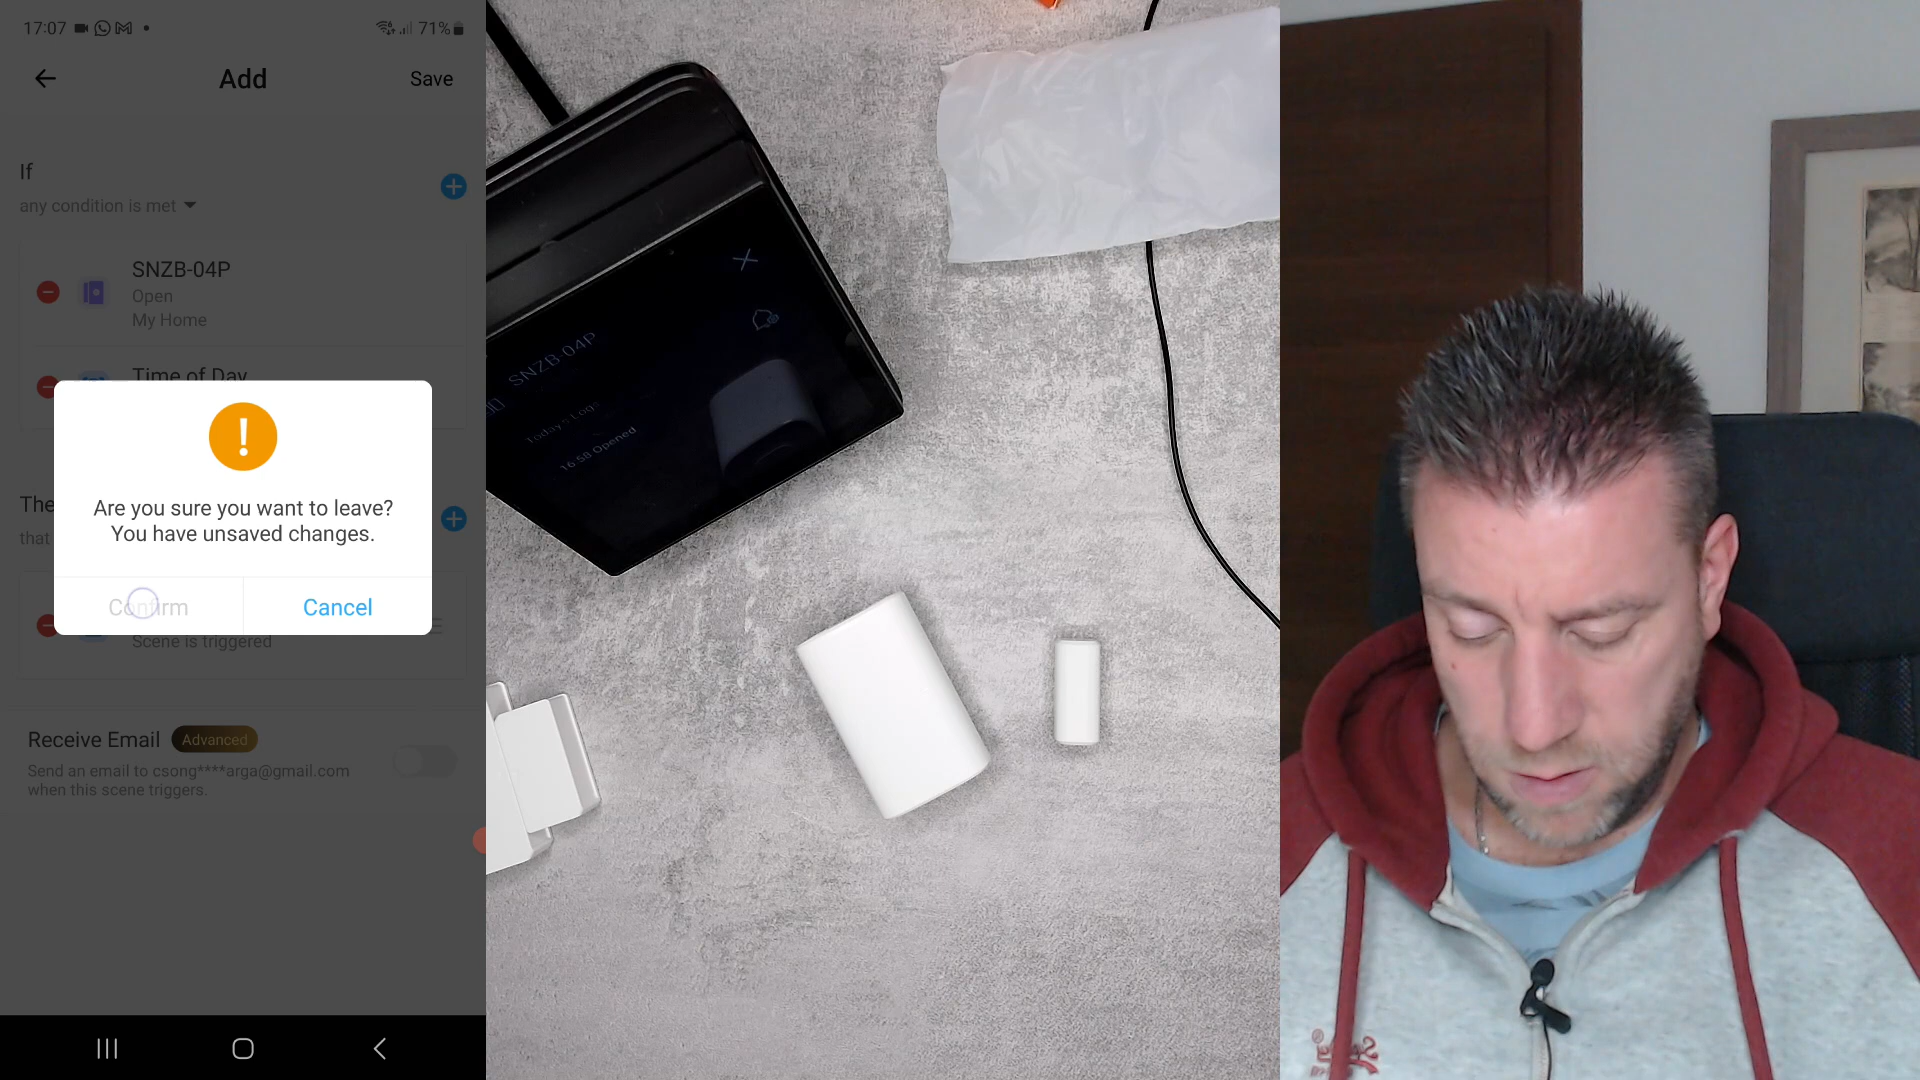 17:07
71%
Add
Save
If
any condition is met
SNZB-04P
Open
My Home
Time of Day
Are you sure you want to leave?
You have unsaved changes.
The
that
Confirm
Cancel
Scene is triggered
Receive Email
Advanced
Send an email to csong****arga@gmail.com
when this scene triggers.
SNZB-04P
Today's Logs
16:58 Opened